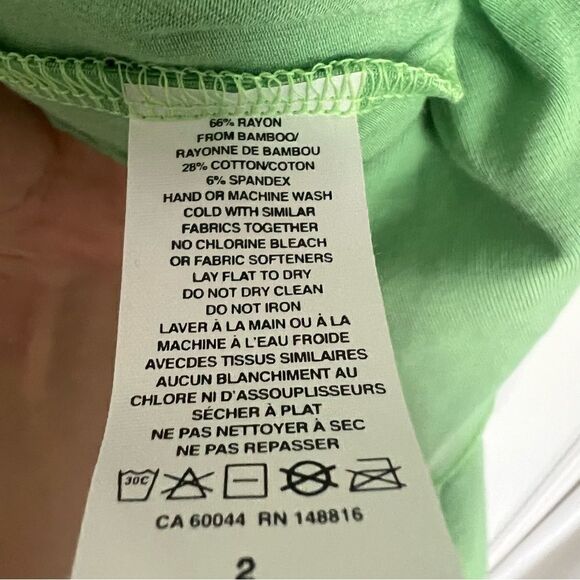 66% RAYON
FROM BAMBOO/
RAYONNE DE BAMBOU
28% COTTON/COTON
6% SPANDEX
HAND OR MACHINE WASH
COLD WITH SIMILAR
FABRICS TOGETHER
NO CHLORINE BLEACH
OR FABRIC SOFTENERS
LAY FLAT TO DRY
DO NOT DRY CLEAN
DO NOT IRON
LAVER À LA MAIN OU À LA
MACHINE À L'EAU FROIDE
AVECDES TISSUS SIMILAIRES
AUCUN BLANCHIMENT AU
CHLORE NI D'ASSOUPLISSEURS
SÉCHER À PLAT
NE PAS NETTOYER À SEC
NE PAS REPASSER
30C
CA 60044 RN 148816
2